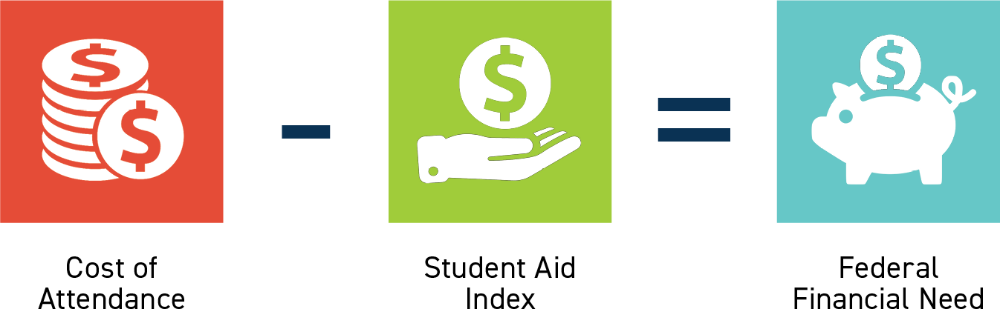 $
$
-
$
=
$
Cost of
Attendance
Student Aid
Index
Federal
Financial Need